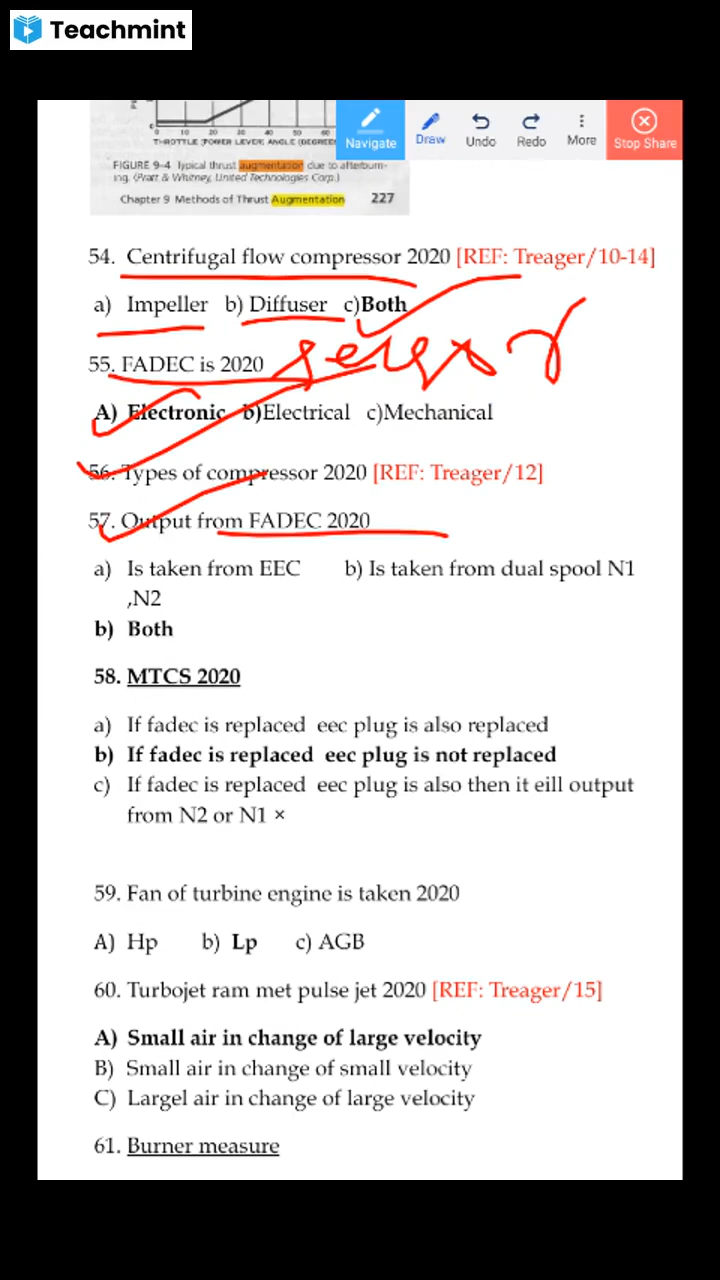 Teachmint
THROTTLE (POWER LEVER) ANGLE (DEGREES
0 10 20 30 40 50 60
Navigate
Draw
Undo
Redo
More
Stop Share
FIGURE 9-4 Typical thrust augmentation due to afterburn-
ing. (Pratt & Whitney, United Technologies Corp.)
Chapter 9 Methods of Thrust Augmentation 227
54. Centrifugal flow compressor 2020 [REF: Treager/10-14]
a) Impeller b) Diffuser c)Both
55. FADEC is 2020
A) Electronic b)Electrical c)Mechanical
56. Types of compressor 2020 [REF: Treager/12]
57. Output from FADEC 2020
a) Is taken from EEC b) Is taken from dual spool N1
,N2
b) Both
58. MTCS 2020
a) If fadec is replaced eec plug is also replaced
b) If fadec is replaced eec plug is not replaced
c) If fadec is replaced eec plug is also then it eill output
from N2 or N1 ×
59. Fan of turbine engine is taken 2020
A) Hp b) Lp c) AGB
60. Turbojet ram met pulse jet 2020 [REF: Treager/15]
A) Small air in change of large velocity
B) Small air in change of small velocity
C) Largel air in change of large velocity
61. Burner measure